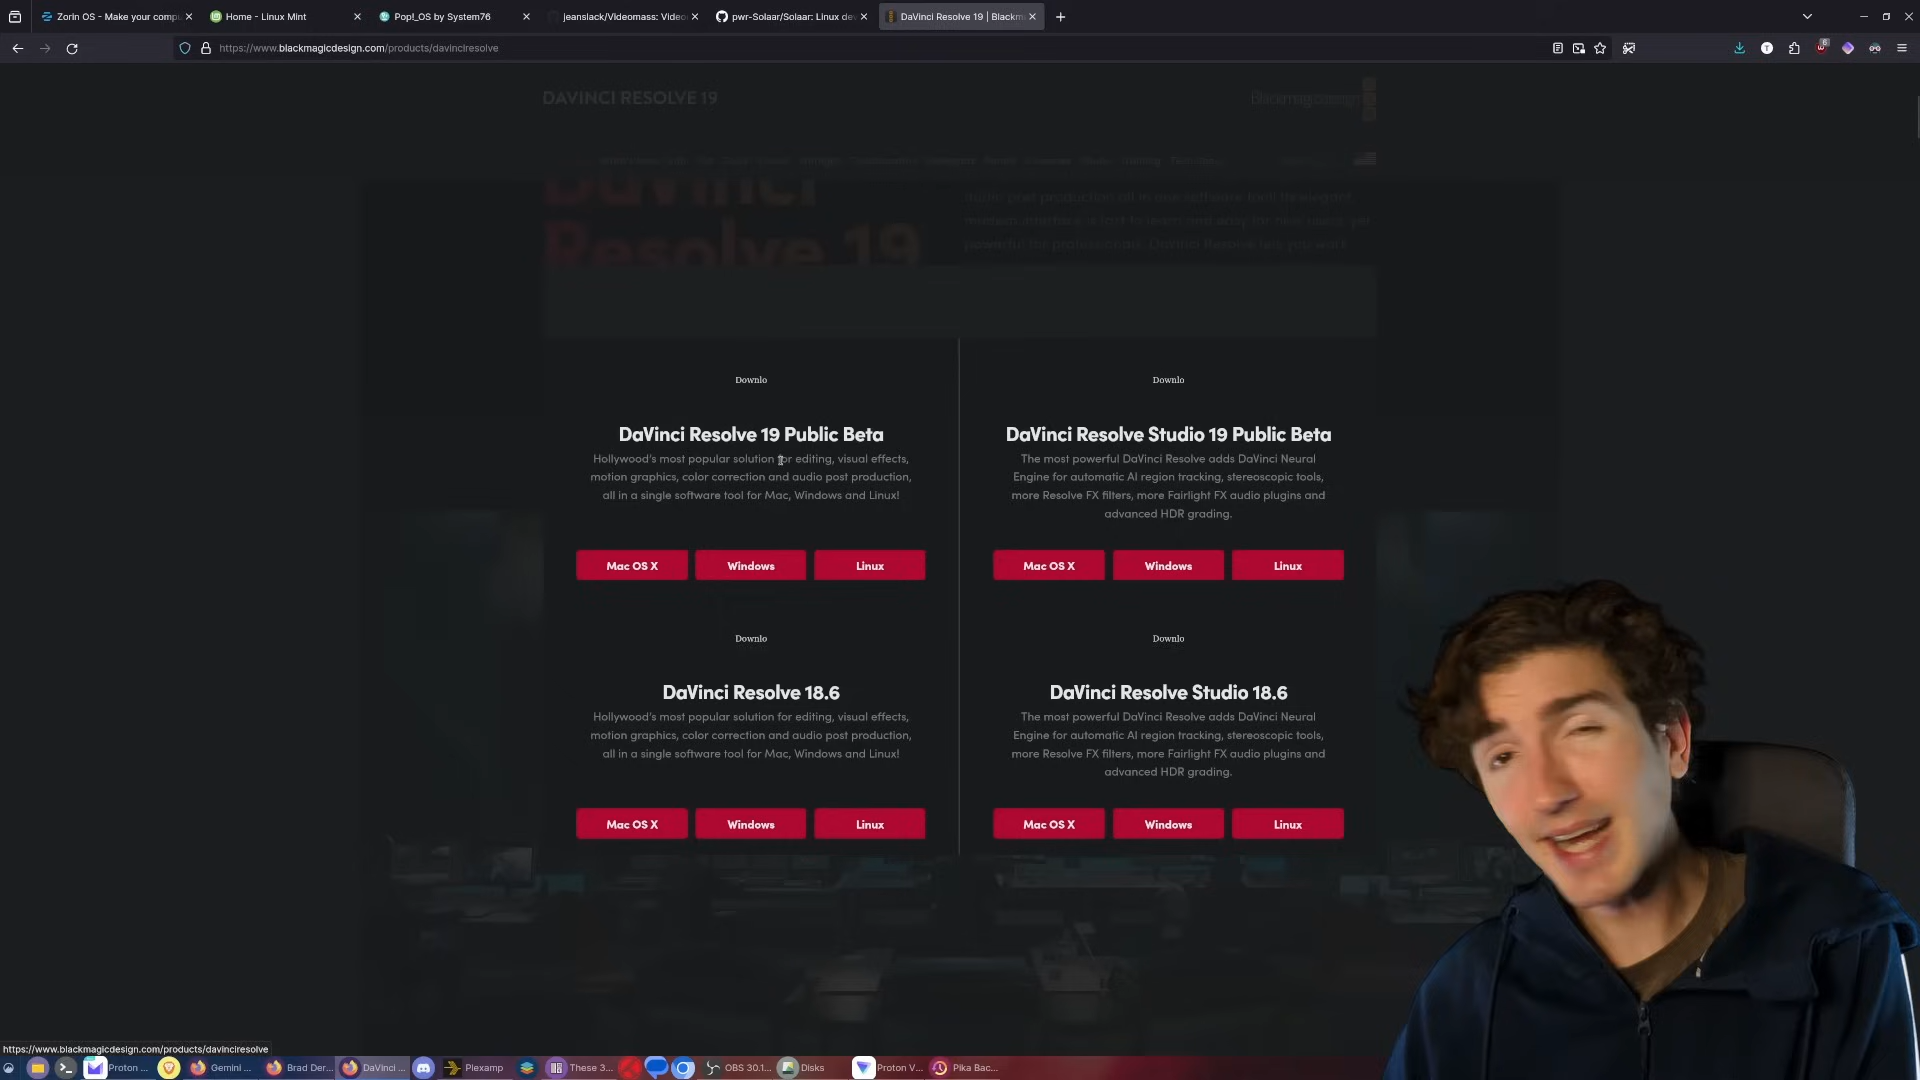 Zorin OS - Make your compu
Home - Linux Mint
Pop!_OS by System76
jeanslack/Videomass: Video
pwr-Solaar/Solaar: Linux de
DaVinci Resolve 19 | Blackm
https://www.blackmagicdesign.com/products/davinciresolve
DAVINCI RESOLVE 19
Blackmagicdesign
DaVinci
Resolve 19
Downlo
DaVinci Resolve 19 Public Beta
Hollywood's most popular solution for editing, visual effects,
motion graphics, color correction and audio post production,
all in a single software tool for Mac, Windows and Linux!
Mac OS X
Windows
Linux
Downlo
DaVinci Resolve Studio 19 Public Beta
The most powerful DaVinci Resolve adds DaVinci Neural
Engine for automatic AI region tracking, stereoscopic tools,
more Resolve FX filters, more Fairlight FX audio plugins and
advanced HDR grading.
Mac OS X
Windows
Linux
Downlo
DaVinci Resolve 18.6
Hollywood's most popular solution for editing, visual effects,
motion graphics, color correction and audio post production,
all in a single software tool for Mac, Windows and Linux!
Mac OS X
Windows
Linux
Downlo
DaVinci Resolve Studio 18.6
The most powerful DaVinci Resolve adds DaVinci Neural
Engine for automatic AI region tracking, stereoscopic tools,
more Resolve FX filters, more Fairlight FX audio plugins and
advanced HDR grading.
Mac OS X
Windows
Linux
https://www.blackmagicdesign.com/products/davinciresolve
Proton ...
Gemini ...
Brad Der...
DaVinci ...
Plexamp
These 3...
OBS 30.1...
Disks
Proton V...
Pika Bac...